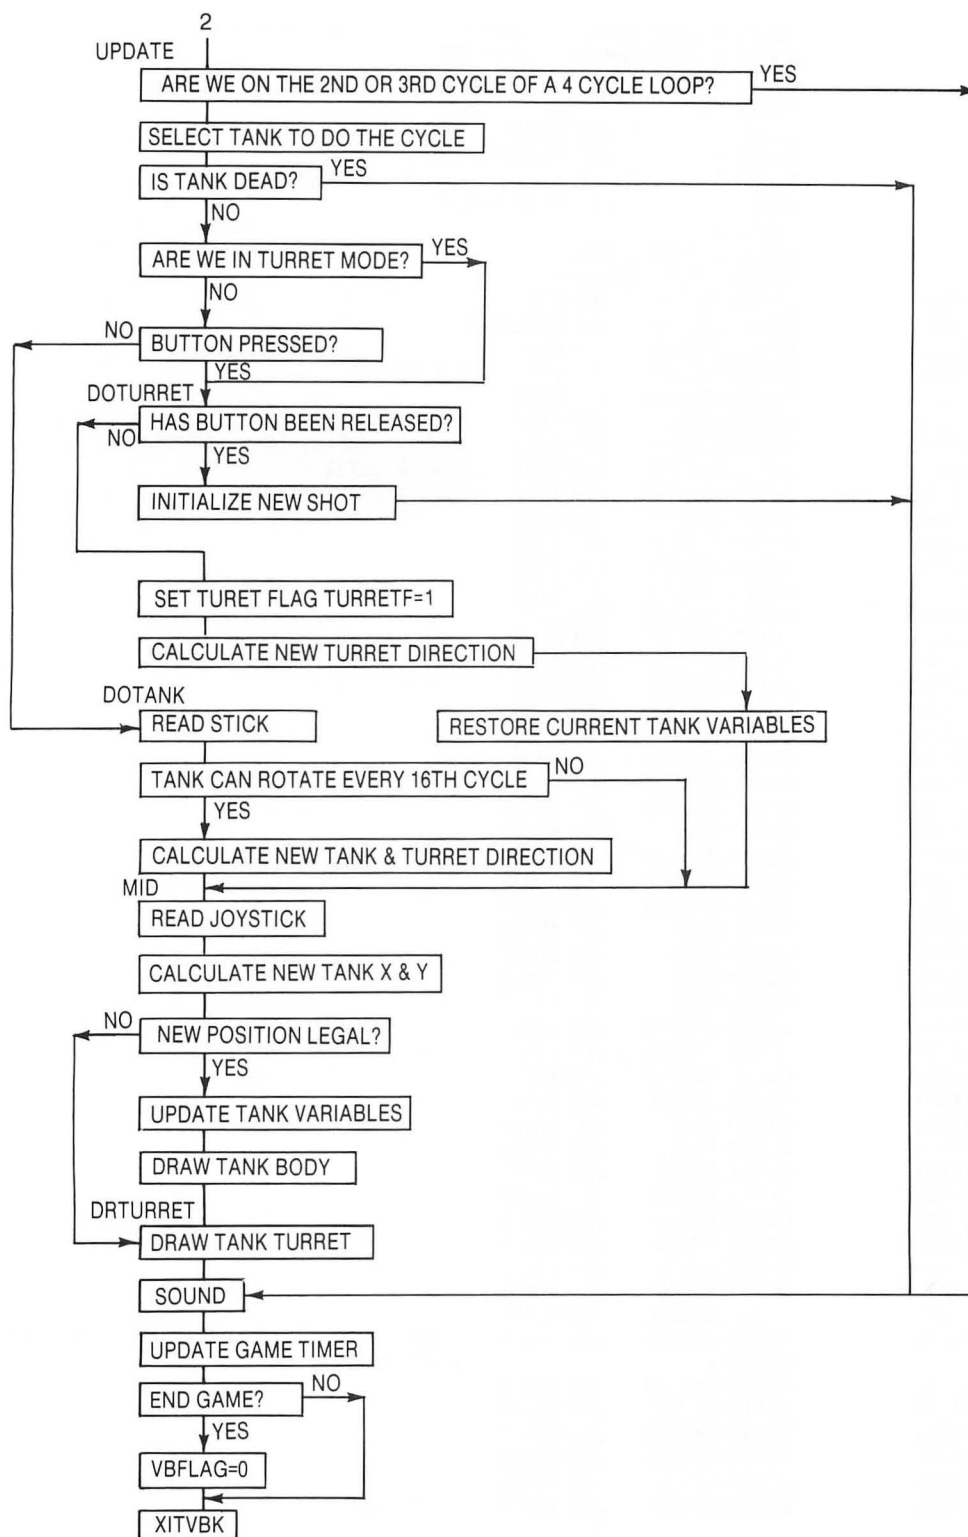 2
UPDATE
ARE WE ON THE 2ND OR 3RD CYCLE OF A 4 CYCLE LOOP?
YES
SELECT TANK TO DO THE CYCLE
IS TANK DEAD?
YES
NO
ARE WE IN TURRET MODE?
YES
NO
NO
BUTTON PRESSED?
YES
DOTURRET
HAS BUTTON BEEN RELEASED?
NO
YES
INITIALIZE NEW SHOT
SET TURET FLAG TURRETF=1
CALCULATE NEW TURRET DIRECTION
DOTANK
READ STICK
RESTORE CURRENT TANK VARIABLES
TANK CAN ROTATE EVERY 16TH CYCLE
NO
YES
CALCULATE NEW TANK & TURRET DIRECTION
MID
READ JOYSTICK
CALCULATE NEW TANK X & Y
NO
NEW POSITION LEGAL?
YES
UPDATE TANK VARIABLES
DRAW TANK BODY
DRTURRET
DRAW TANK TURRET
SOUND
UPDATE GAME TIMER
END GAME?
NO
YES
VBFLAG=0
XITVBK